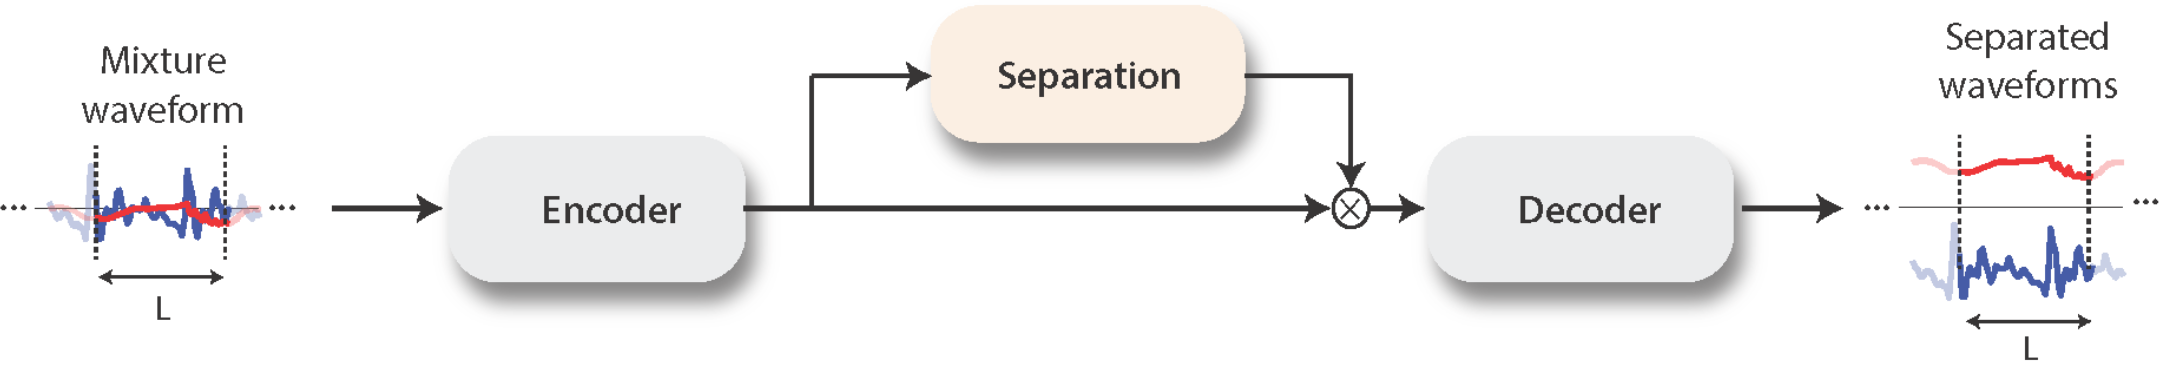 Mixture
waveform
L
Encoder
Separation
Decoder
Separated
waveforms
L